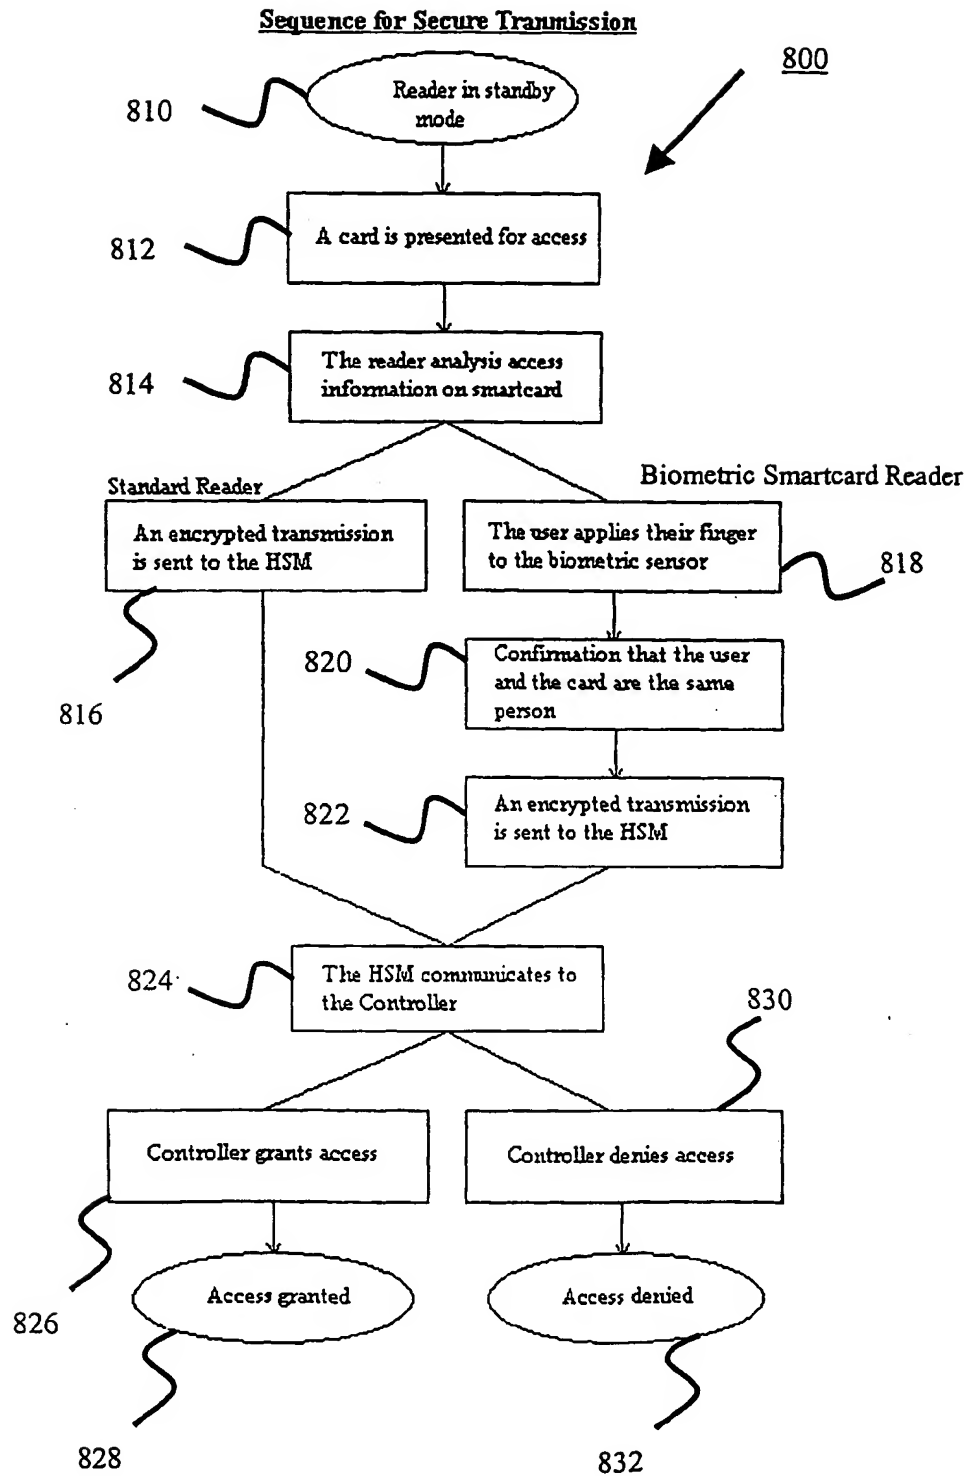 Sequence for Secure Tranmission
800
810
Reader in standby
mode
812
A card is presented for access
814
The reader analysis access
information on smartcard
Standard Reader
Biometric Smartcard Reader
An encrypted transmission
is sent to the HSM
816
The user applies their finger
to the biometric sensor
818
820
Confirmation that the user
and the card are the same
person
822
An encrypted transmission
is sent to the HSM
824
The HSM communicates to
the Controller
830
Controller grants access
Controller denies access
826
Access granted
Access denied
828
832